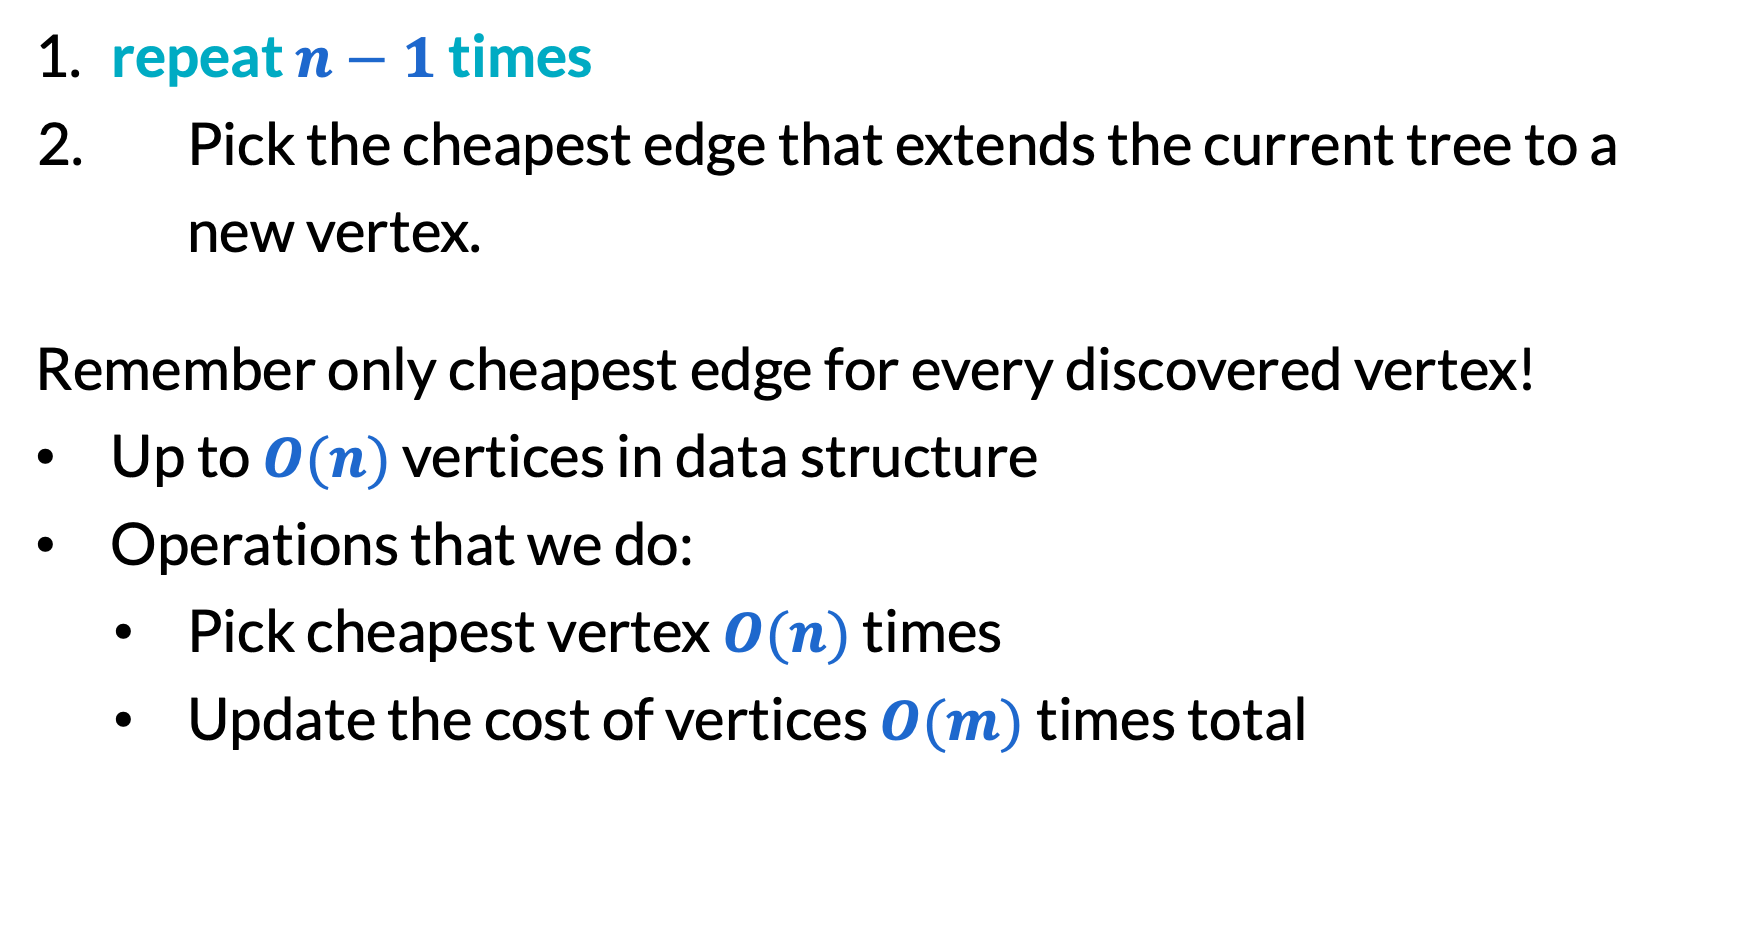 1. repeat n − 1 times
2. Pick the cheapest edge that extends the current tree to a
new vertex.
Remember only cheapest edge for every discovered vertex!
• Up to O(n) vertices in data structure
• Operations that we do:
• Pick cheapest vertex O(n) times
• Update the cost of vertices O(m) times total